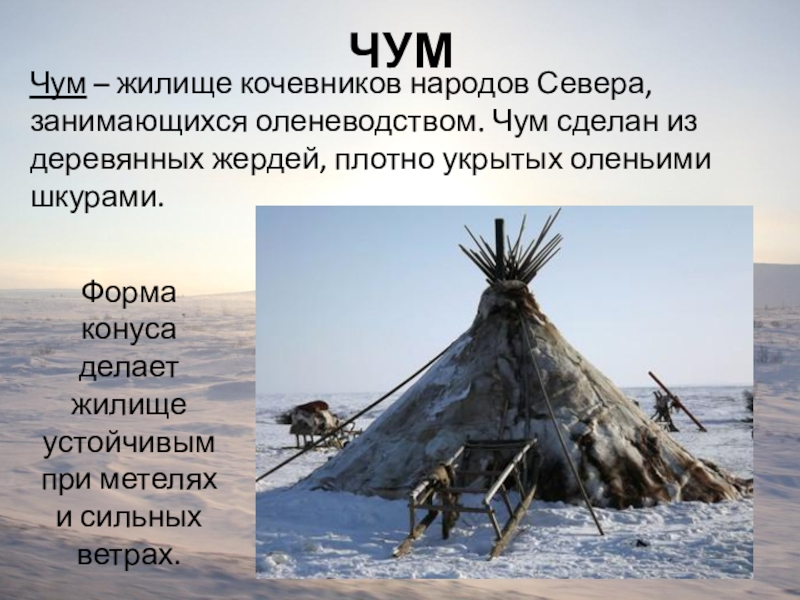 ЧУМ
Чум – жилище кочевников народов Севера,
занимающихся оленеводством. Чум сделан из
деревянных жердей, плотно укрытых оленьими
шкурами.
Форма
конуса
делает
жилище
устойчивым
при метелях
и сильных
ветрах.